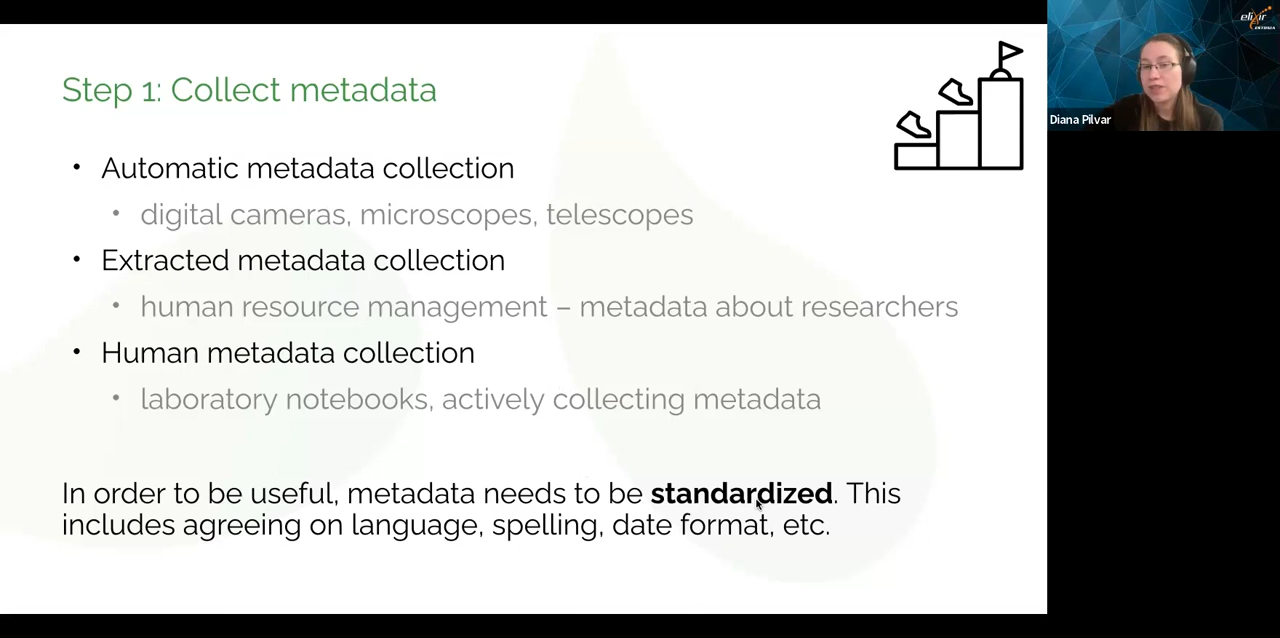 Step 1: Collect metadata
• Automatic metadata collection
• digital cameras, microscopes, telescopes
• Extracted metadata collection
• human resource management – metadata about researchers
• Human metadata collection
• laboratory notebooks, actively collecting metadata
In order to be useful, metadata needs to be standardized. This
includes agreeing on language, spelling, date format, etc.
elixir
ESTONIA
Diana Pilvar